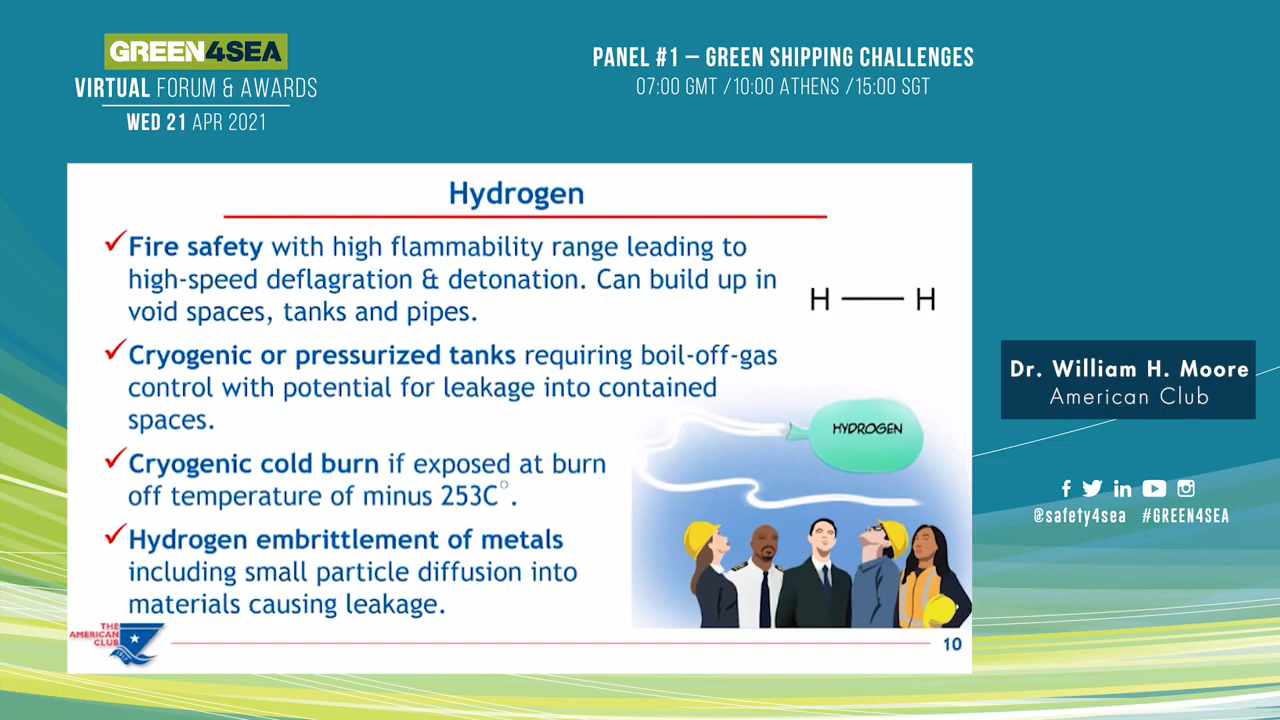 GREEN4SEA
VIRTUAL FORUM & AWARDS
WED 21 APR 2021
PANEL #1 – GREEN SHIPPING CHALLENGES
07:00 GMT /10:00 ATHENS /15:00 SGT
Hydrogen
✓Fire safety with high flammability range leading to
high-speed deflagration & detonation. Can build up in
void spaces, tanks and pipes.
H — H
✓Cryogenic or pressurized tanks requiring boil-off-gas
control with potential for leakage into contained
spaces.
HYDROGEN
✓Cryogenic cold burn if exposed at burn
off temperature of minus 253C°.
✓Hydrogen embrittlement of metals
including small particle diffusion into
materials causing leakage.
THE
AMERICAN
CLUB
1917
10
Dr. William H. Moore
American Club
@safety4sea #GREEN4SEA